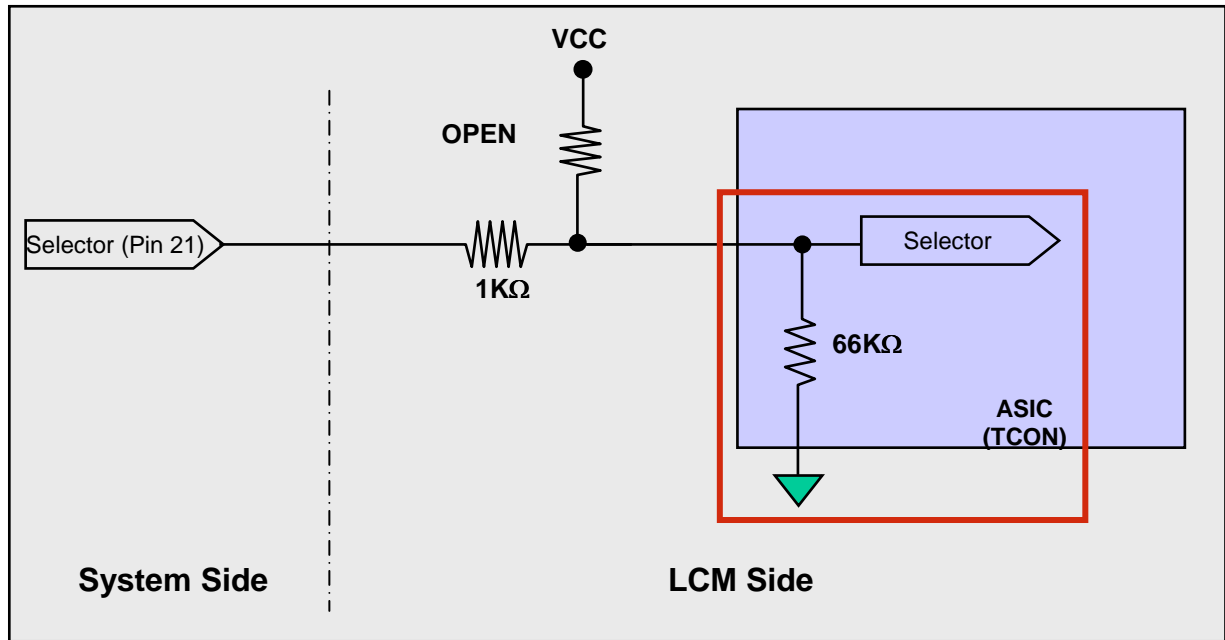 VCC
OPEN
Selector (Pin 21)
Selector
1KΩ
66KΩ
ASIC
(TCON)
System Side
LCM Side